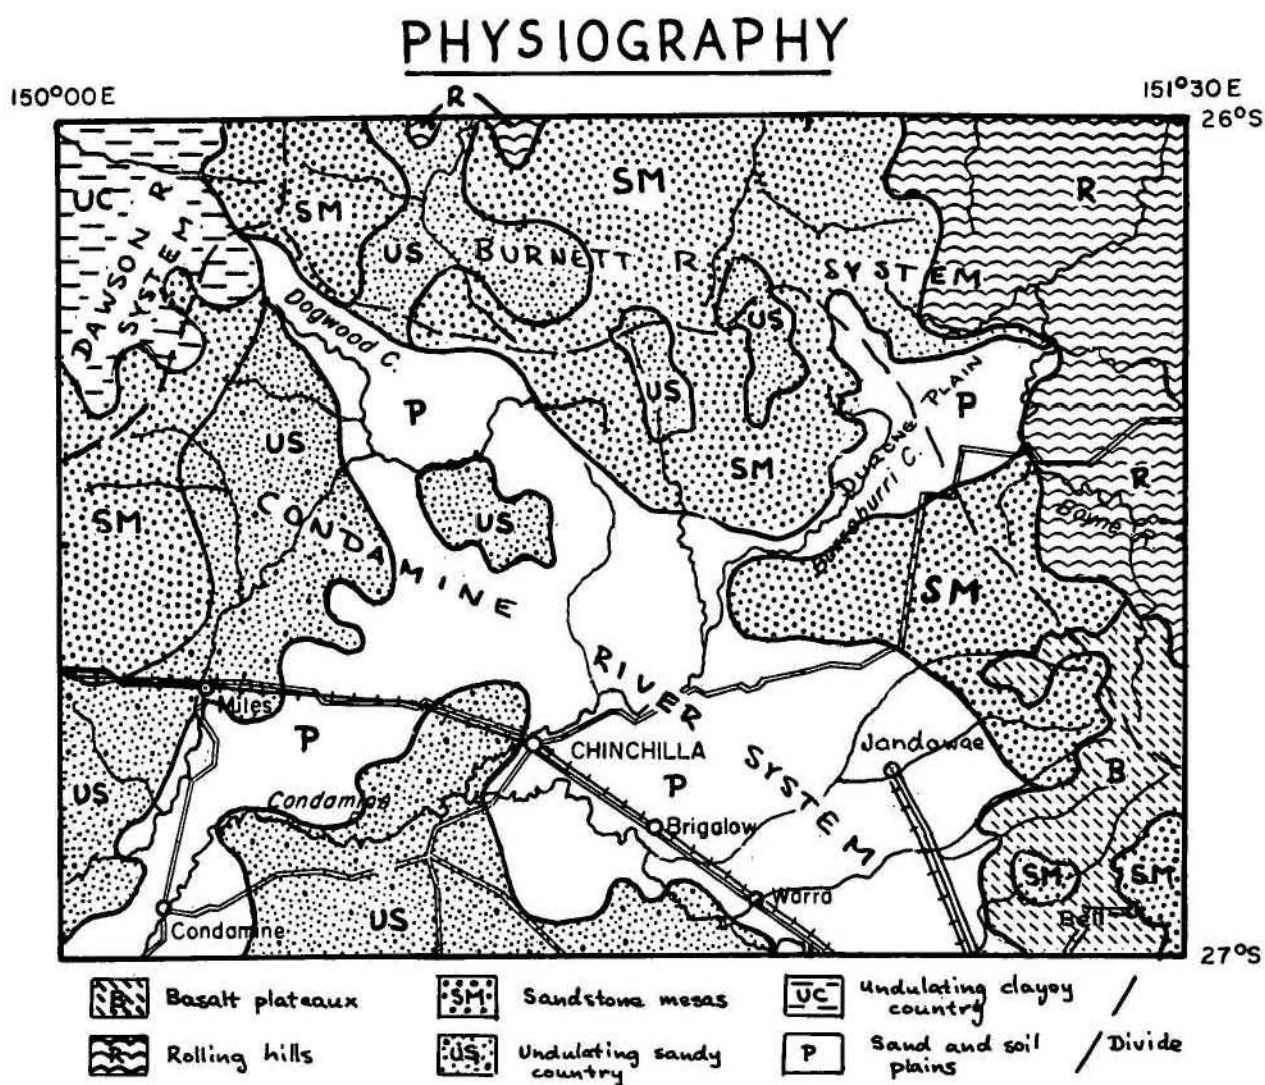 PHYSIOGRAPHY
150°00E
151°30E
26°S
R
UC
SM
SM
R
DAWSON R
SYSTEM
US
BURNETT R
SYSTEM
Dogwood C.
US
US
P
DURONG PLAIN
P
US
SM
Burraburri C.
R
SM
US
Boyne R.
CONDAMINE
SM
RIVER
Miles
P
CHINCHILLA
SYSTEM
Jandowae
P
B
US
Condamine
Brigalow
SM
SM
Warra
Bell
Condamine
US
27°S
B Basalt plateaux
SM Sandstone mesas
UC Undulating clayey
country
R Rolling hills
US Undulating sandy
country
P Sand and soil
plains
Divide